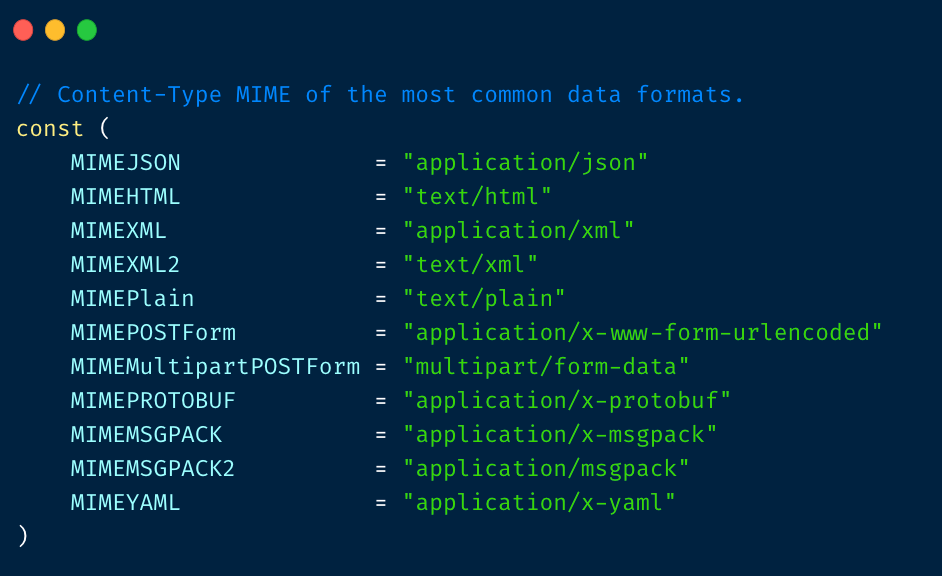 // Content-Type MIME of the most common data formats.
const (
    MIMEJSON              = "application/json"
    MIMEHTML              = "text/html"
    MIMEXML               = "application/xml"
    MIMEXML2              = "text/xml"
    MIMEPlain             = "text/plain"
    MIMEPOSTForm          = "application/x-www-form-urlencoded"
    MIMEMultipartPOSTForm = "multipart/form-data"
    MIMEPROTOBUF          = "application/x-protobuf"
    MIMEMSGPACK           = "application/x-msgpack"
    MIMEMSGPACK2          = "application/msgpack"
    MIMEYAML              = "application/x-yaml"
)